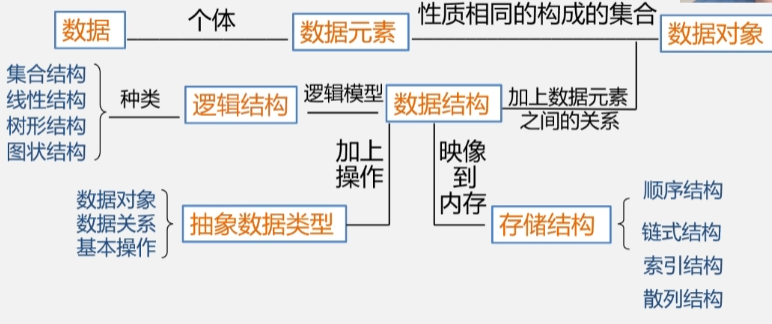 数据
个体
数据元素
性质相同的构成的集合
数据对象
集合结构
线性结构
树形结构
图状结构
种类
逻辑结构
逻辑模型
数据结构
加上数据元素
之间的关系
加上
操作
映像
到
内存
数据对象
数据关系
基本操作
抽象数据类型
存储结构
顺序结构
链式结构
索引结构
散列结构